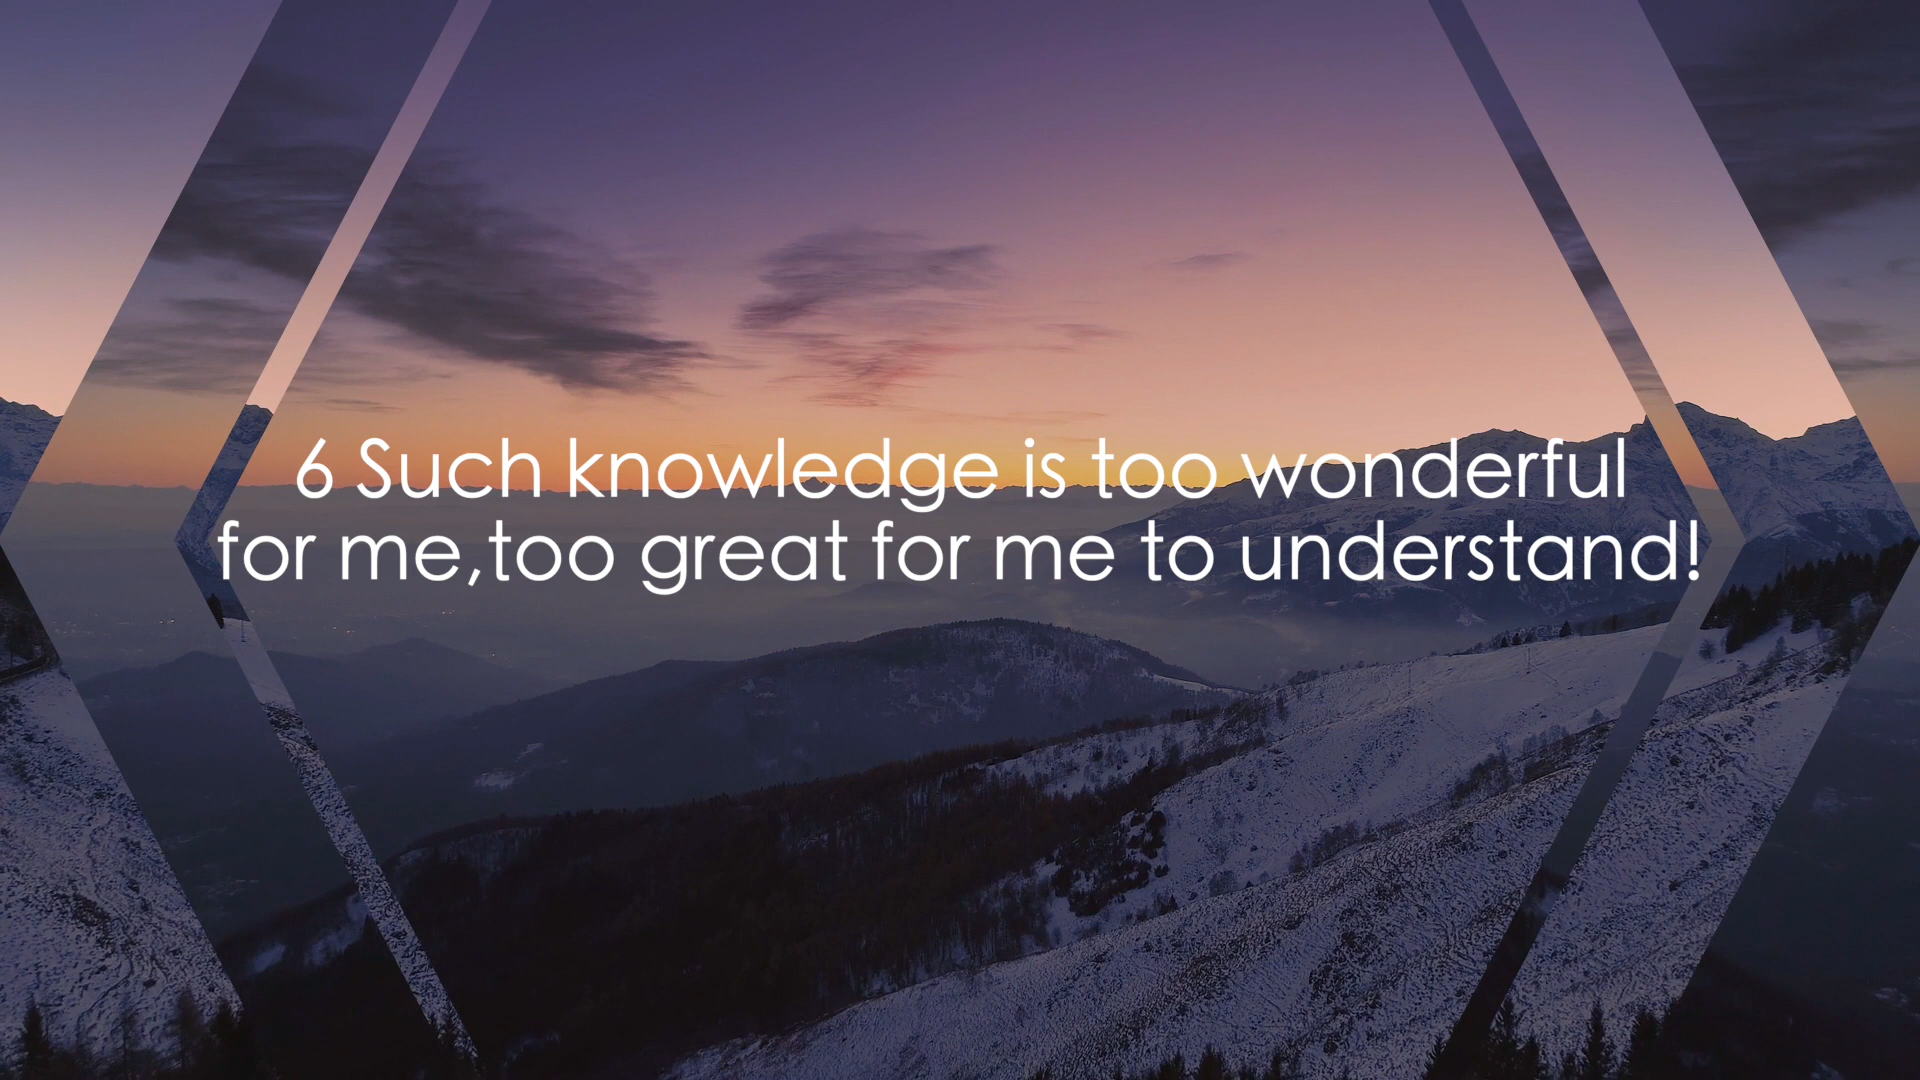 6 Such knowledge is too wonderful
for me,too great for me to understand!